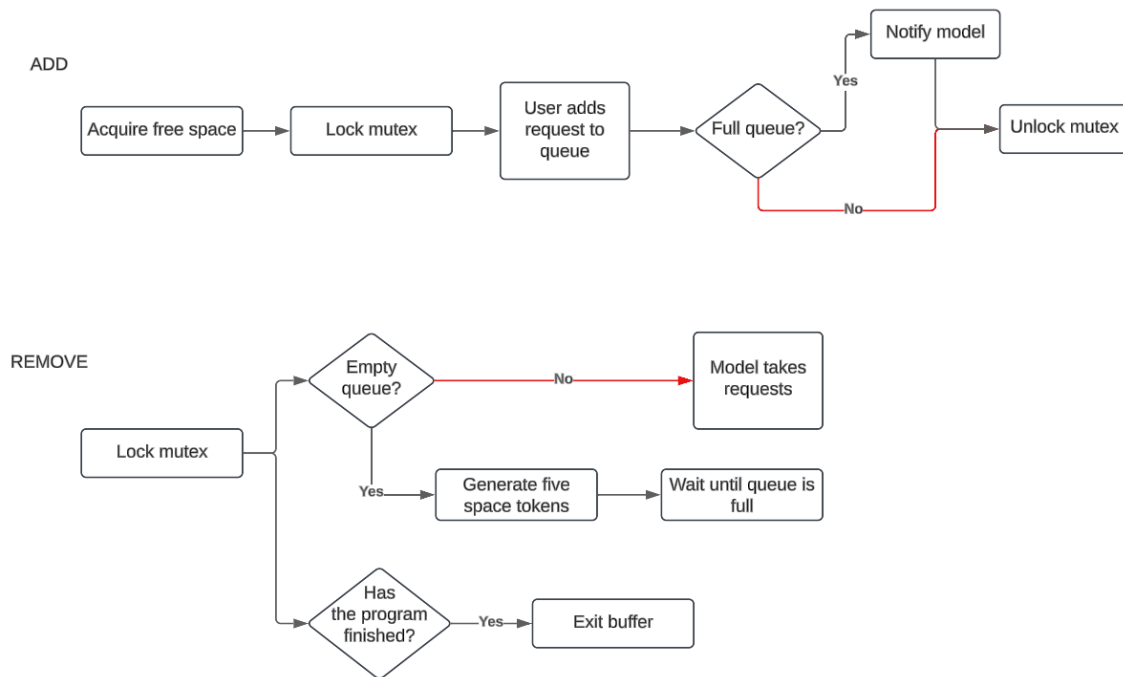 ADD
Acquire free space
Lock mutex
User adds
request to
queue
Full queue?
Yes
Notify model
No
Unlock mutex
REMOVE
Lock mutex
Empty
queue?
No
Model takes
requests
Yes
Generate five
space tokens
Wait until queue is
full
Has
the program
finished?
Yes
Exit buffer